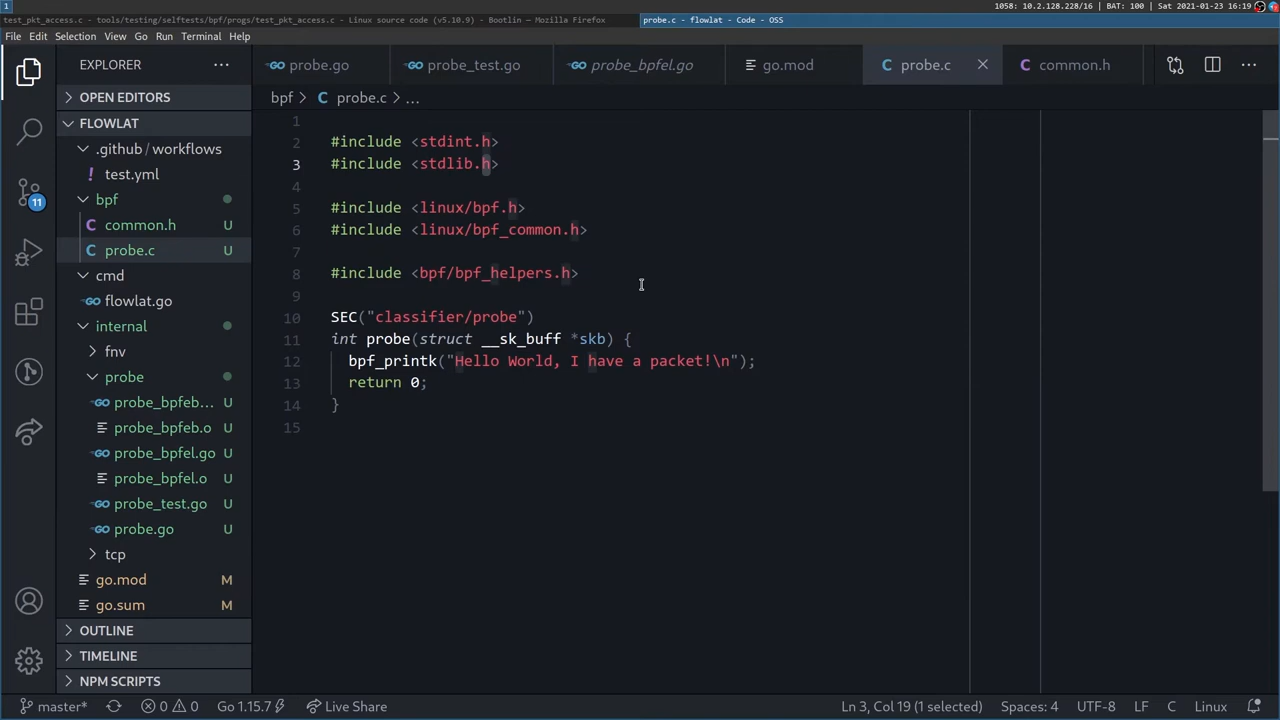 1
test_pkt_access.c - tools/testing/selftests/bpf/progs/test_pkt_access.c - Linux source code (v5.10.9) - Bootlin — Mozilla Firefox
probe.c - flowlat - Code - OSS
1058: 10.2.128.228/16 | BAT: 100 | Sat 2021-01-23 16:19
File Edit Selection View Go Run Terminal Help
EXPLORER
probe.go
probe_test.go
probe_bpfel.go
go.mod
probe.c
common.h
OPEN EDITORS
bpf > C probe.c > ...
FLOWLAT
.github / workflows
! test.yml
bpf
C common.h U
C probe.c U
cmd
flowlat.go
internal
fnv
probe
probe_bpfeb... U
probe_bpfeb.o U
probe_bpfel.go U
probe_bpfel.o U
probe_test.go U
probe.go U
tcp
go.mod M
go.sum M
OUTLINE
TIMELINE
NPM SCRIPTS
11
1
2 #include <stdint.h>
3 #include <stdlib.h>
4
5 #include <linux/bpf.h>
6 #include <linux/bpf_common.h>
7
8 #include <bpf/bpf_helpers.h>
9
10 SEC("classifier/probe")
11 int probe(struct __sk_buff *skb) {
12 bpf_printk("Hello World, I have a packet!\n");
13 return 0;
14 }
15
master* 0 0 Go 1.15.7 Live Share
Ln 3, Col 19 (1 selected) Spaces: 4 UTF-8 LF C Linux